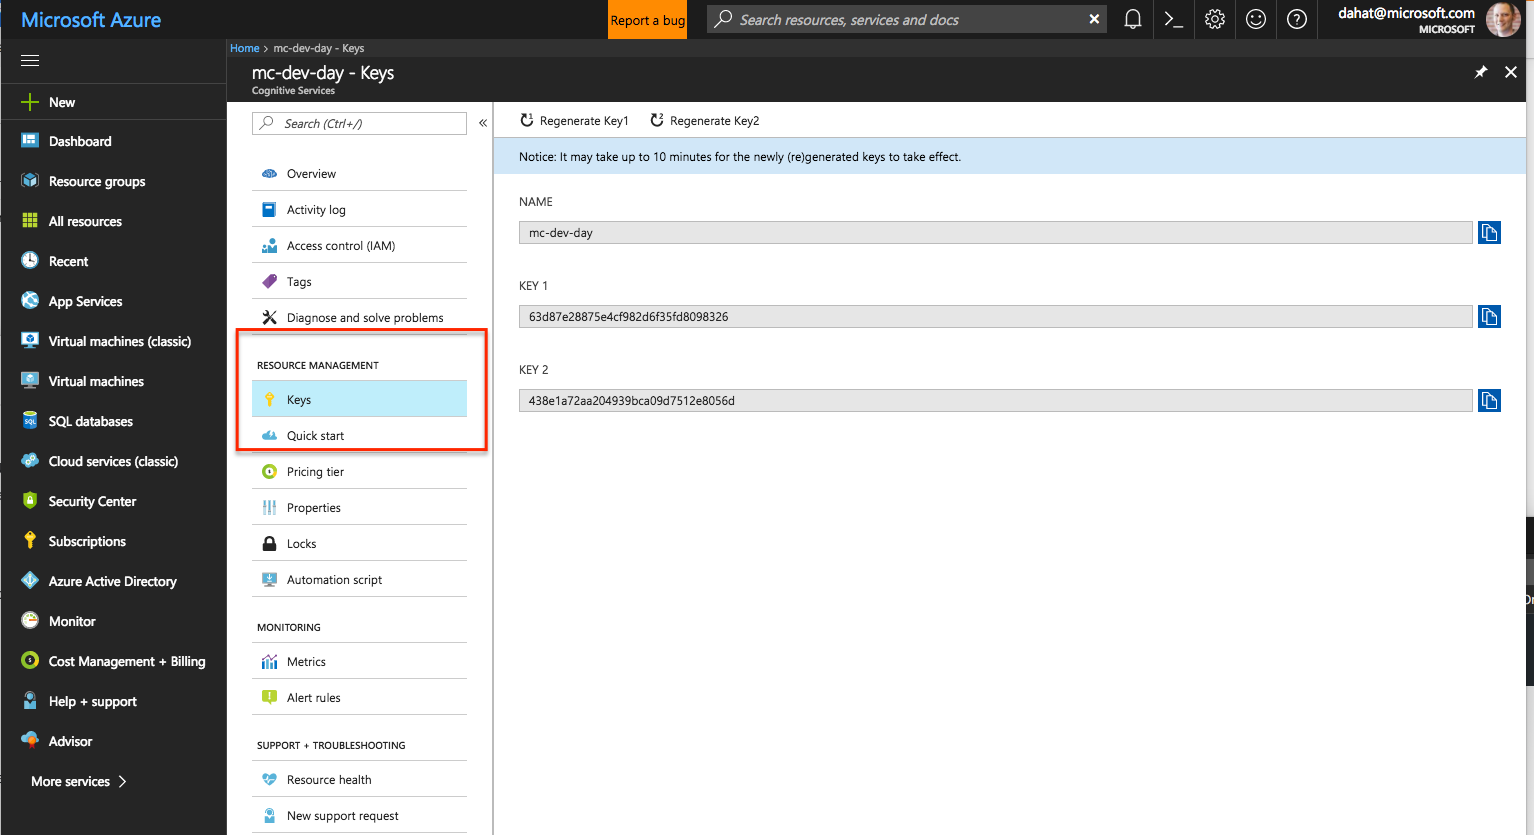 Microsoft Azure
Report a bug
Search resources, services and docs
dahat@microsoft.com
MICROSOFT
Home > mc-dev-day - Keys
mc-dev-day - Keys
Cognitive Services
New
Dashboard
Resource groups
All resources
Recent
App Services
Virtual machines (classic)
Virtual machines
SQL databases
Cloud services (classic)
Security Center
Subscriptions
Azure Active Directory
Monitor
Cost Management + Billing
Help + support
Advisor
More services >
Search (Ctrl+/)
«
Overview
Activity log
Access control (IAM)
Tags
Diagnose and solve problems
RESOURCE MANAGEMENT
Keys
Quick start
Pricing tier
Properties
Locks
Automation script
MONITORING
Metrics
Alert rules
SUPPORT + TROUBLESHOOTING
Resource health
New support request
Regenerate Key1
Regenerate Key2
Notice: It may take up to 10 minutes for the newly (re)generated keys to take effect.
NAME
mc-dev-day
KEY 1
63d87e28875e4cf982d6f35fd8098326
KEY 2
438e1a72aa204939bca09d7512e8056d